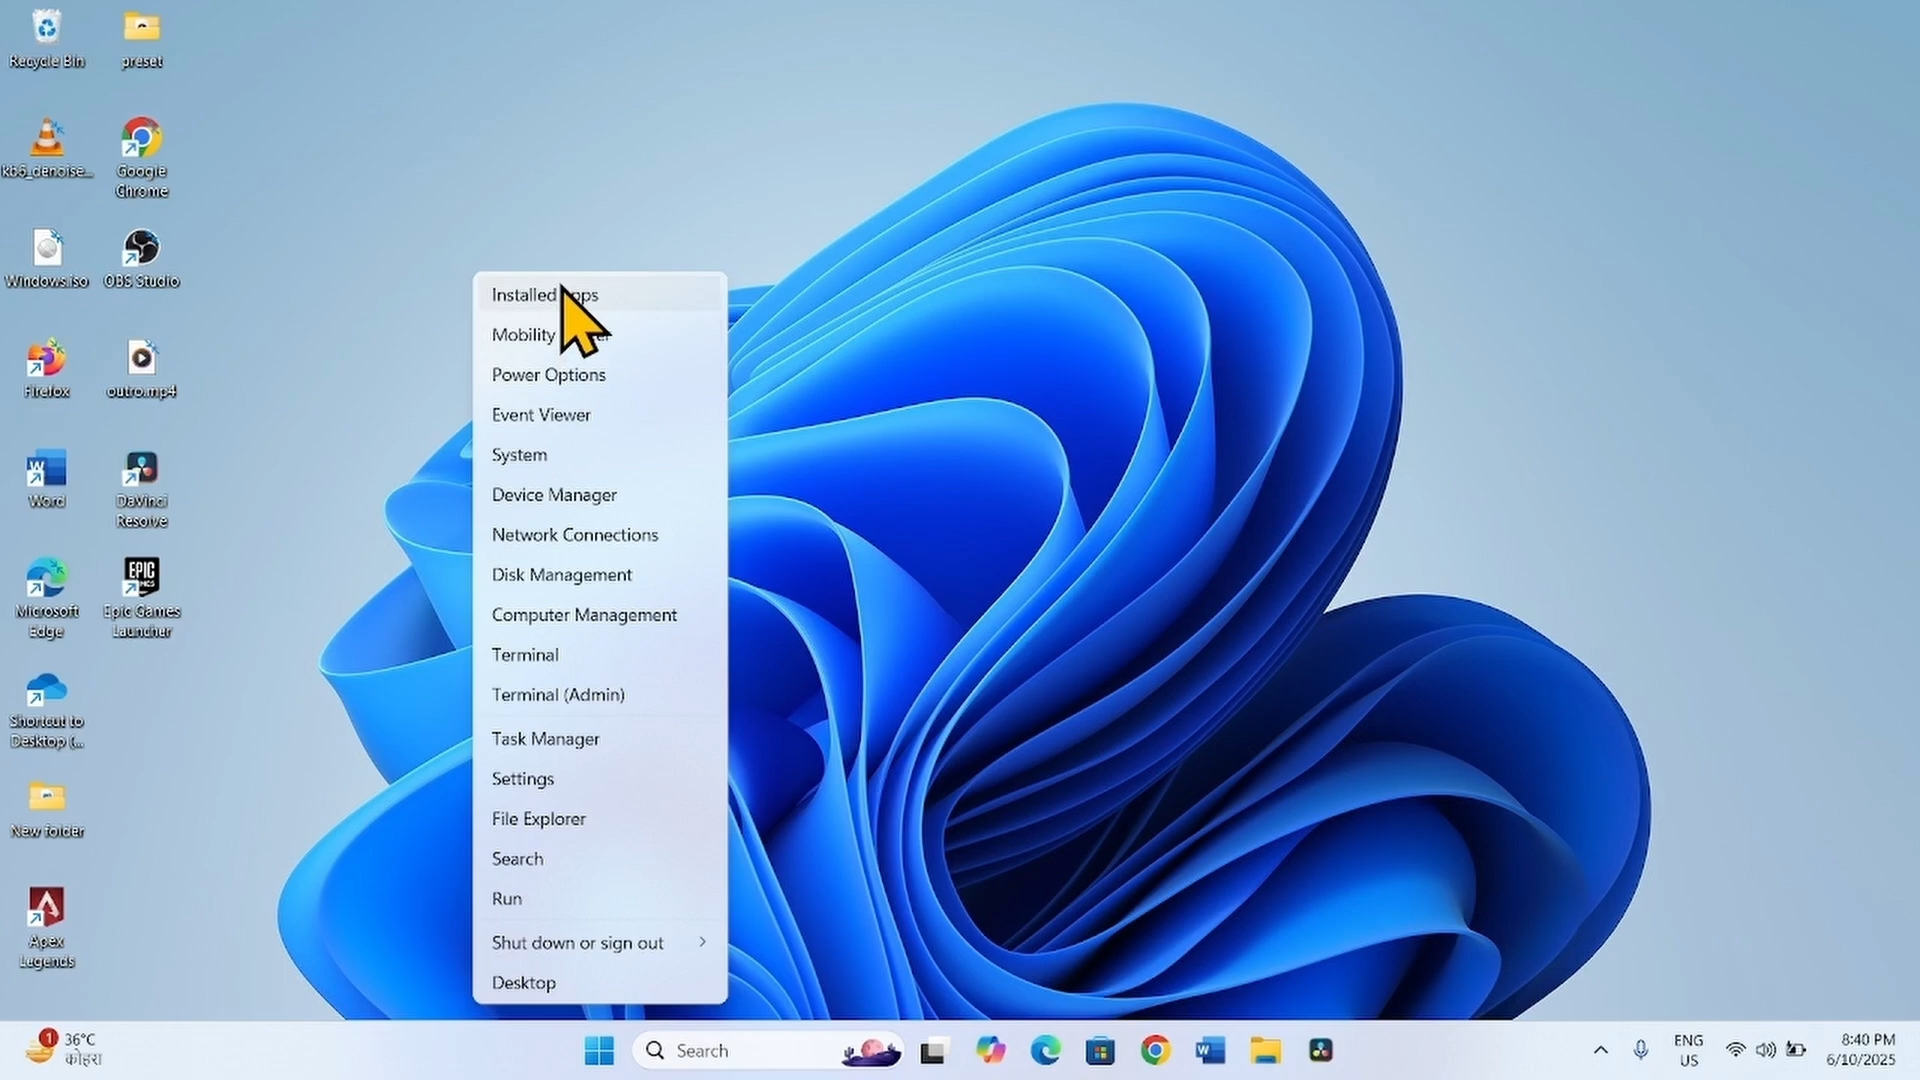 Recycle Bin
preset
kb6_denoise...
Google
Chrome
Windows.iso
OBS Studio
Firefox
outro.mp4
W
Word
DaVinci
Resolve
Microsoft
Edge
EPIC
Epic Games
Launcher
Shortcut to
Desktop (...
New folder
Apex
Legends
Installed
Mobility
Power Options
Event Viewer
System
Device Manager
Network Connections
Disk Management
Computer Management
Terminal
Terminal (Admin)
Task Manager
Settings
File Explorer
Search
Run
Shut down or sign out
Desktop
1
36°C
कोहरा
Search
W
ENG
US
8:40 PM
6/10/2025